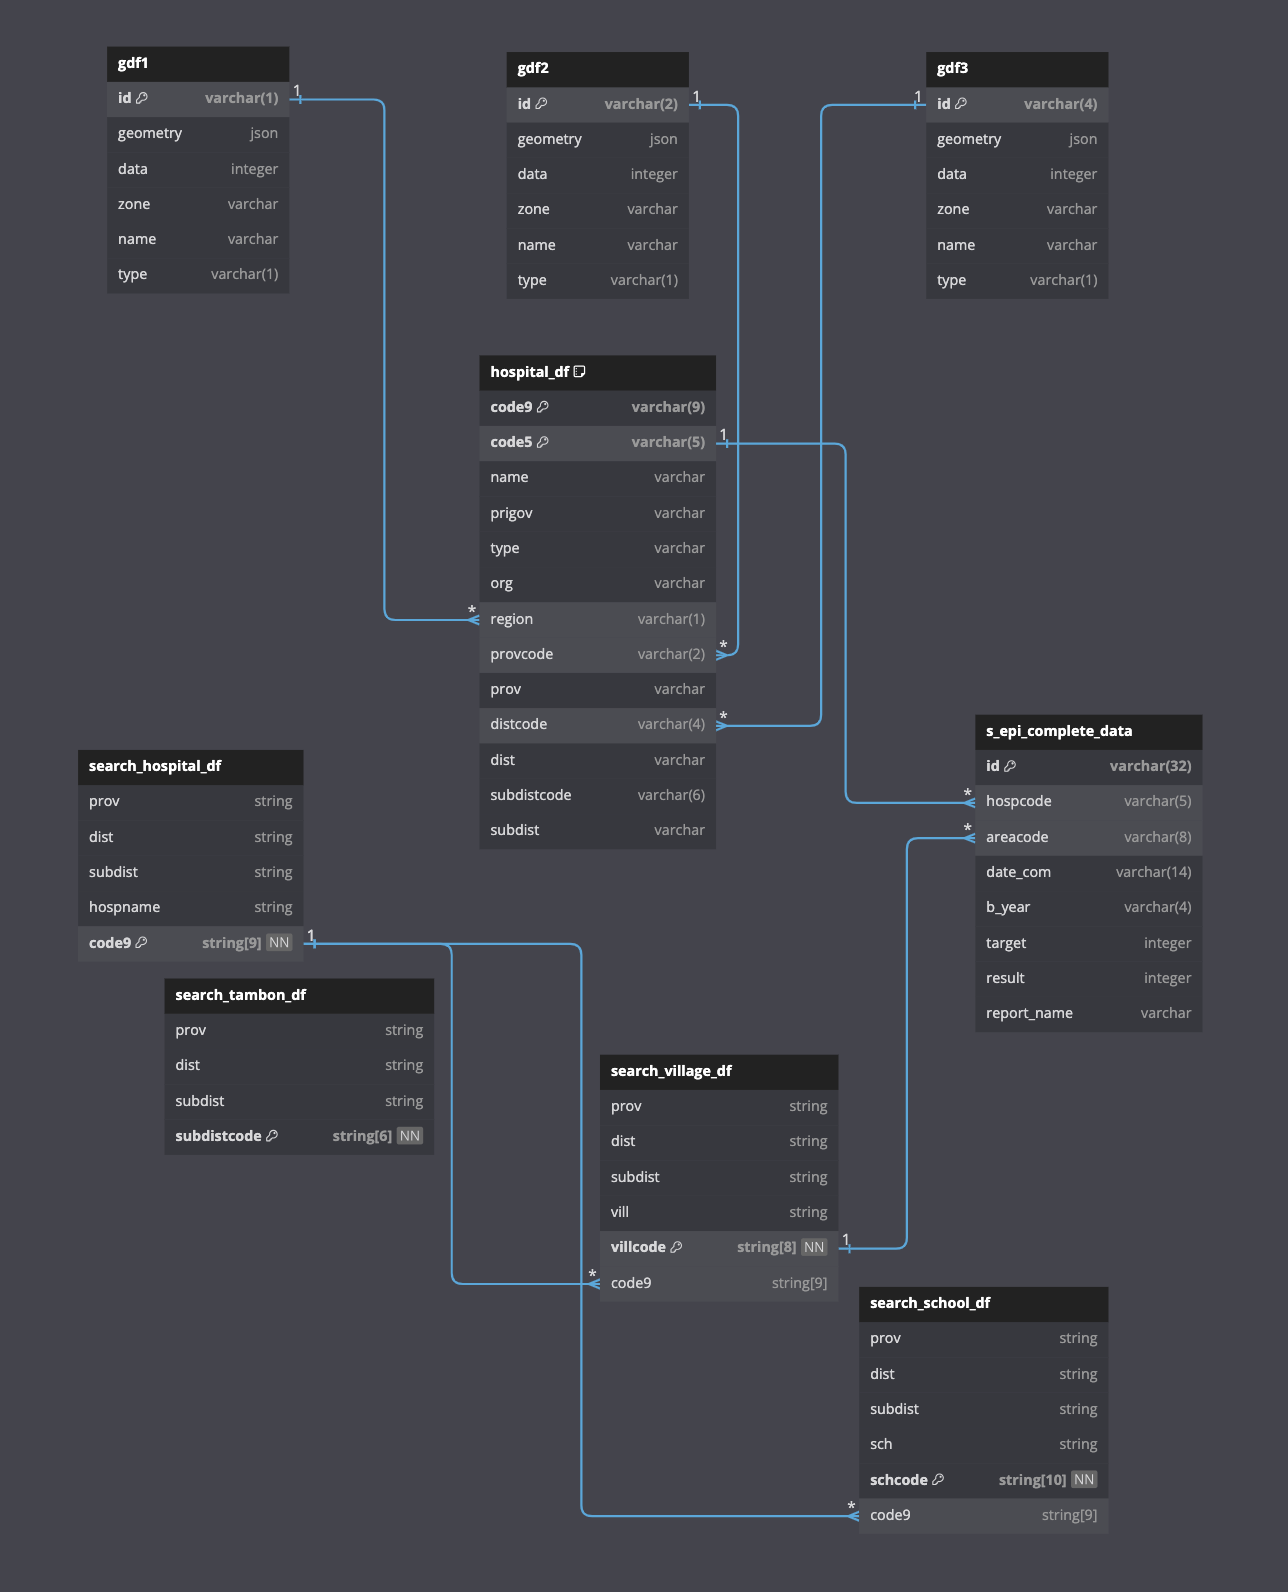 gdf1
id varchar(1)
geometry json
data integer
zone varchar
name varchar
type varchar(1)
1
gdf2
id varchar(2)
geometry json
data integer
zone varchar
name varchar
type varchar(1)
1
gdf3
id varchar(4)
geometry json
data integer
zone varchar
name varchar
type varchar(1)
1
hospital_df
code9 varchar(9)
code5 varchar(5)
name varchar
prigov varchar
type varchar
org varchar
region varchar(1)
provcode varchar(2)
prov varchar
distcode varchar(4)
dist varchar
subdistcode varchar(6)
subdist varchar
1
*
*
*
s_epi_complete_data
id varchar(32)
hospcode varchar(5)
areacode varchar(8)
date_com varchar(14)
b_year varchar(4)
target integer
result integer
report_name varchar
*
*
search_hospital_df
prov string
dist string
subdist string
hospname string
code9 string[9] NN
1
search_tambon_df
prov string
dist string
subdist string
subdistcode string[6] NN
search_village_df
prov string
dist string
subdist string
vill string
villcode string[8] NN
code9 string[9]
1
*
search_school_df
prov string
dist string
subdist string
sch string
schcode string[10] NN
code9 string[9]
*